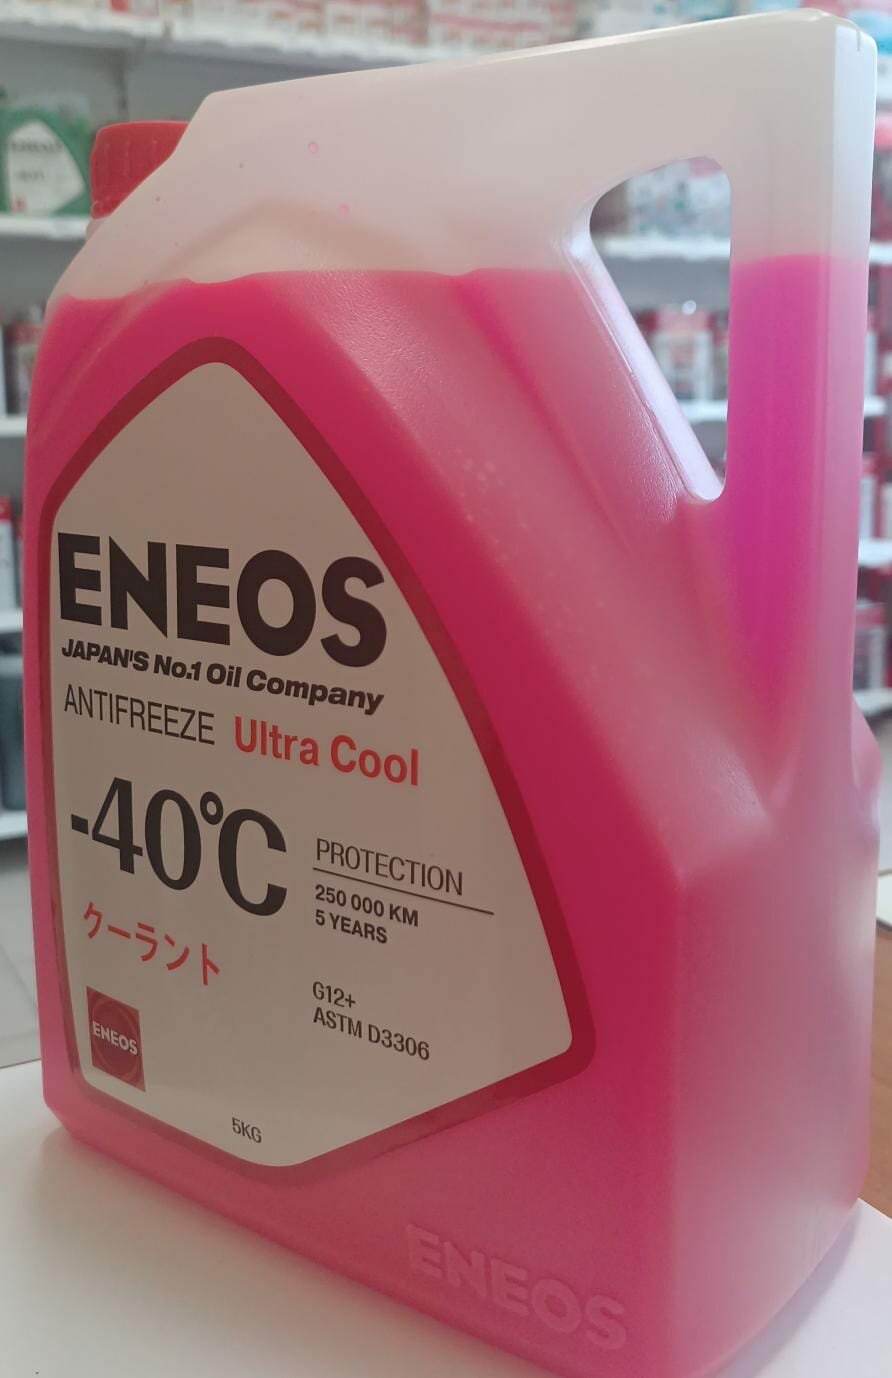 ENEOS
JAPAN'S No.1 Oil Company
ANTIFREEZE Ultra Cool
-40°C
PROTECTION
250 000 KM
5 YEARS
クーラント
G12+
ASTM D3306
ENEOS
5KG
ENEOS